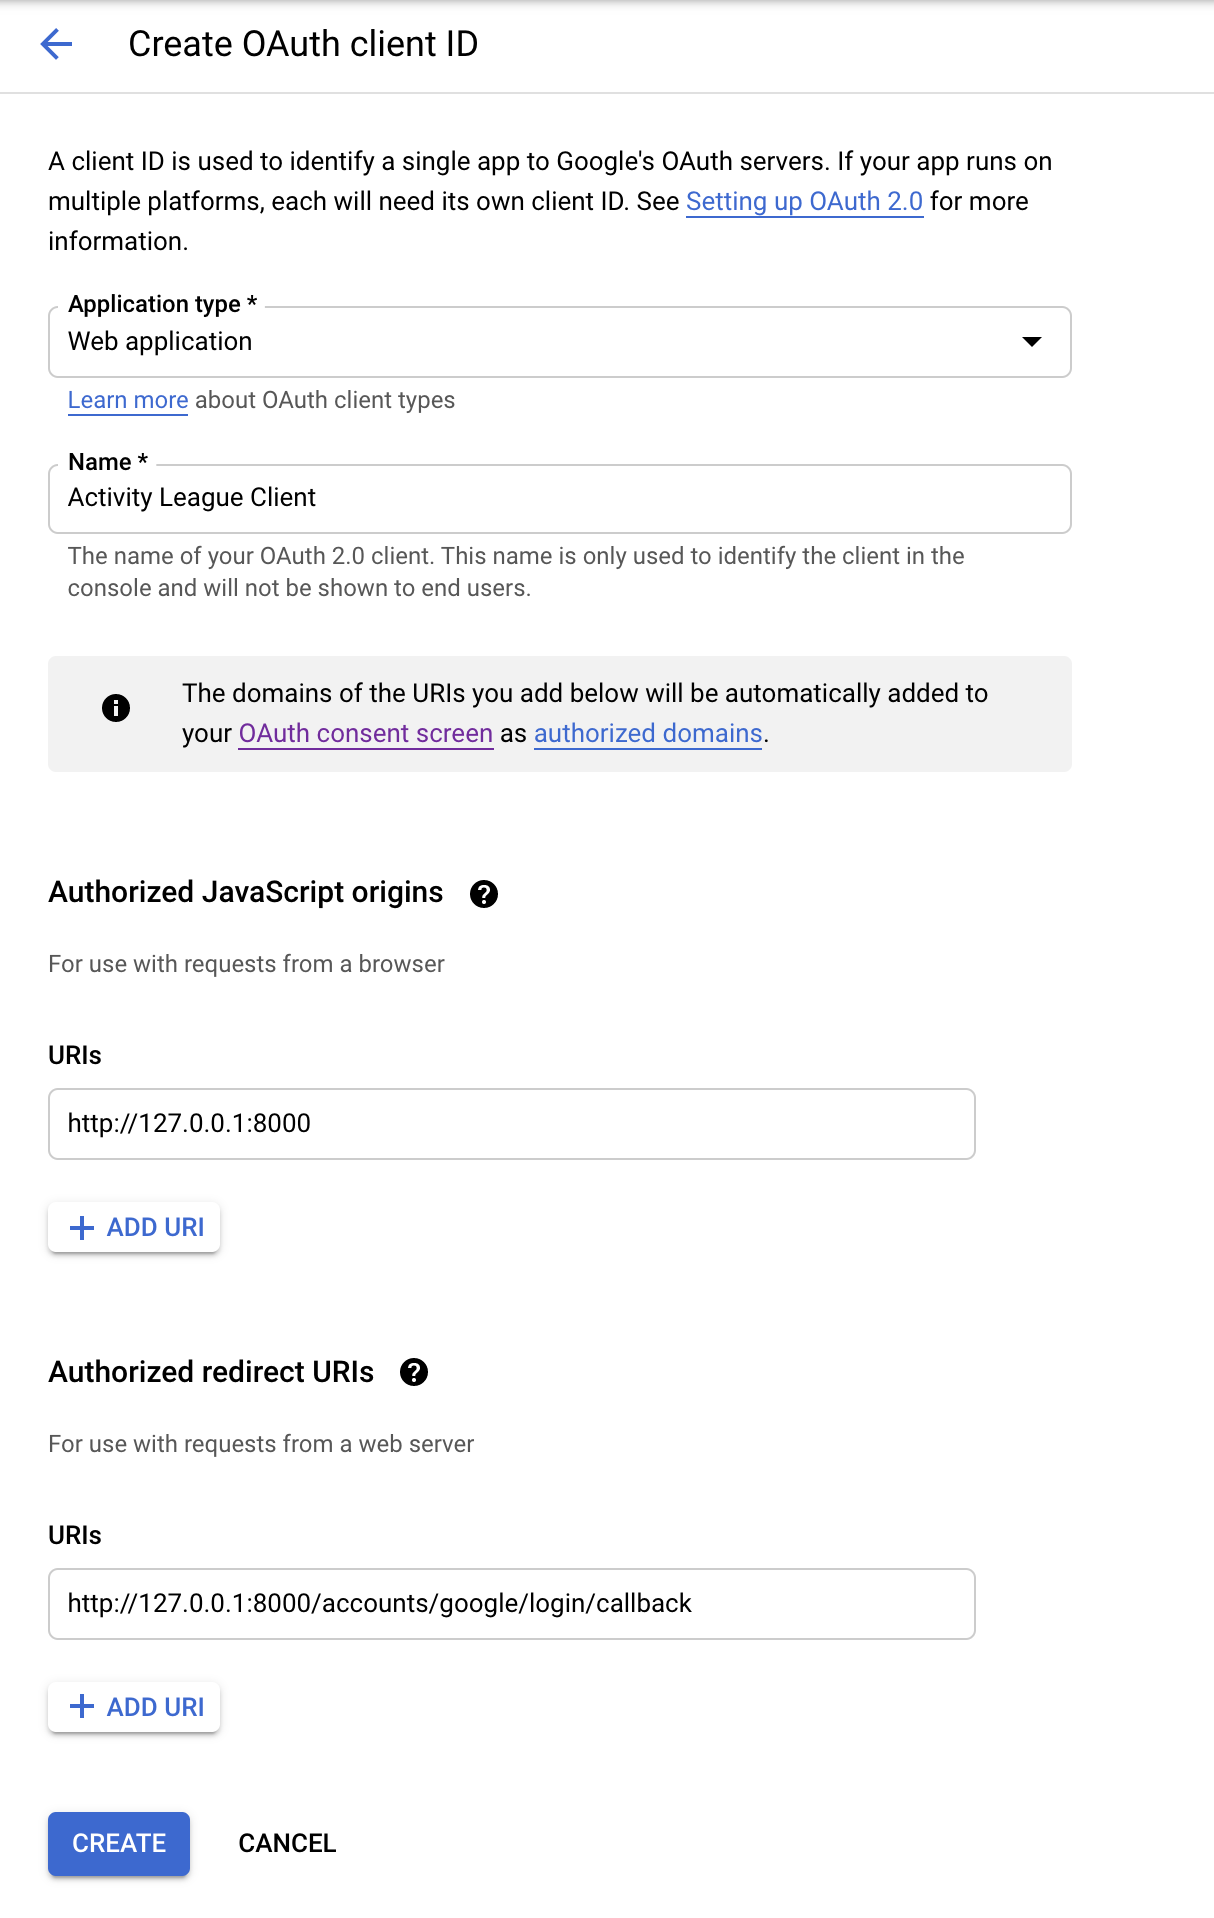 Create OAuth client ID
A client ID is used to identify a single app to Google's OAuth servers. If your app runs on
multiple platforms, each will need its own client ID. See Setting up OAuth 2.0 for more
information.
Application type *
Web application
Learn more about OAuth client types
Name *
Activity League Client
The name of your OAuth 2.0 client. This name is only used to identify the client in the
console and will not be shown to end users.
The domains of the URIs you add below will be automatically added to
your OAuth consent screen as authorized domains.
Authorized JavaScript origins
For use with requests from a browser
URIs
http://127.0.0.1:8000
ADD URI
Authorized redirect URIs
For use with requests from a web server
URIs
http://127.0.0.1:8000/accounts/google/login/callback
ADD URI
CREATE CANCEL